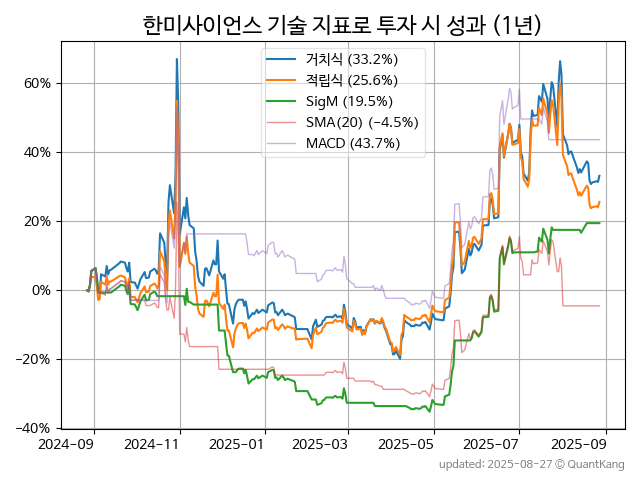 한미사이언스 기술 지표로 투자 시 성과 (1년)
거치식 (33.2%)
적립식 (25.6%)
SigM (19.5%)
SMA(20) (−4.5%)
MACD (43.7%)
60%
40%
20%
0%
−20%
−40%
2024-09 2024-11 2025-01 2025-03 2025-05 2025-07 2025-09
updated: 2025-08-27 © QuantKang